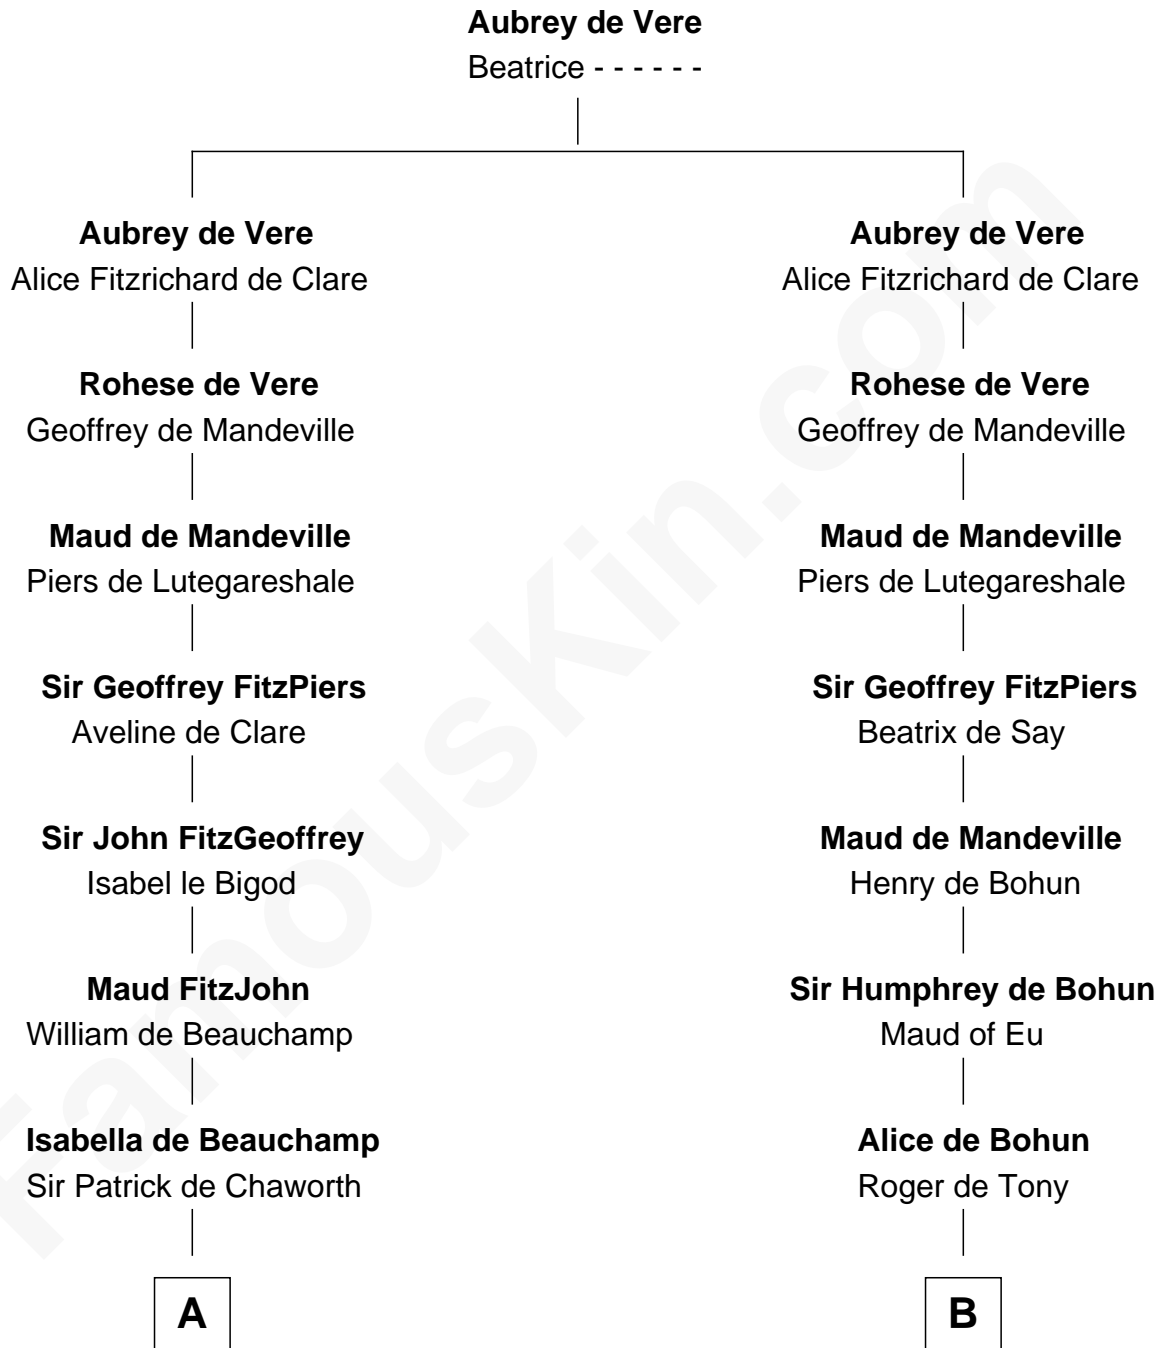 Aubrey de Vere
Beatrice - - - - - -
Aubrey de Vere
Alice Fitzrichard de Clare
Rohese de Vere
Geoffrey de Mandeville
Maud de Mandeville
Piers de Lutegareshale
Sir Geoffrey FitzPiers
Aveline de Clare
Sir John FitzGeoffrey
Isabel le Bigod
Maud FitzJohn
William de Beauchamp
Isabella de Beauchamp
Sir Patrick de Chaworth
A
Aubrey de Vere
Alice Fitzrichard de Clare
Rohese de Vere
Geoffrey de Mandeville
Maud de Mandeville
Piers de Lutegareshale
Sir Geoffrey FitzPiers
Beatrix de Say
Maud de Mandeville
Henry de Bohun
Sir Humphrey de Bohun
Maud of Eu
Alice de Bohun
Roger de Tony
B
FamousKin.com